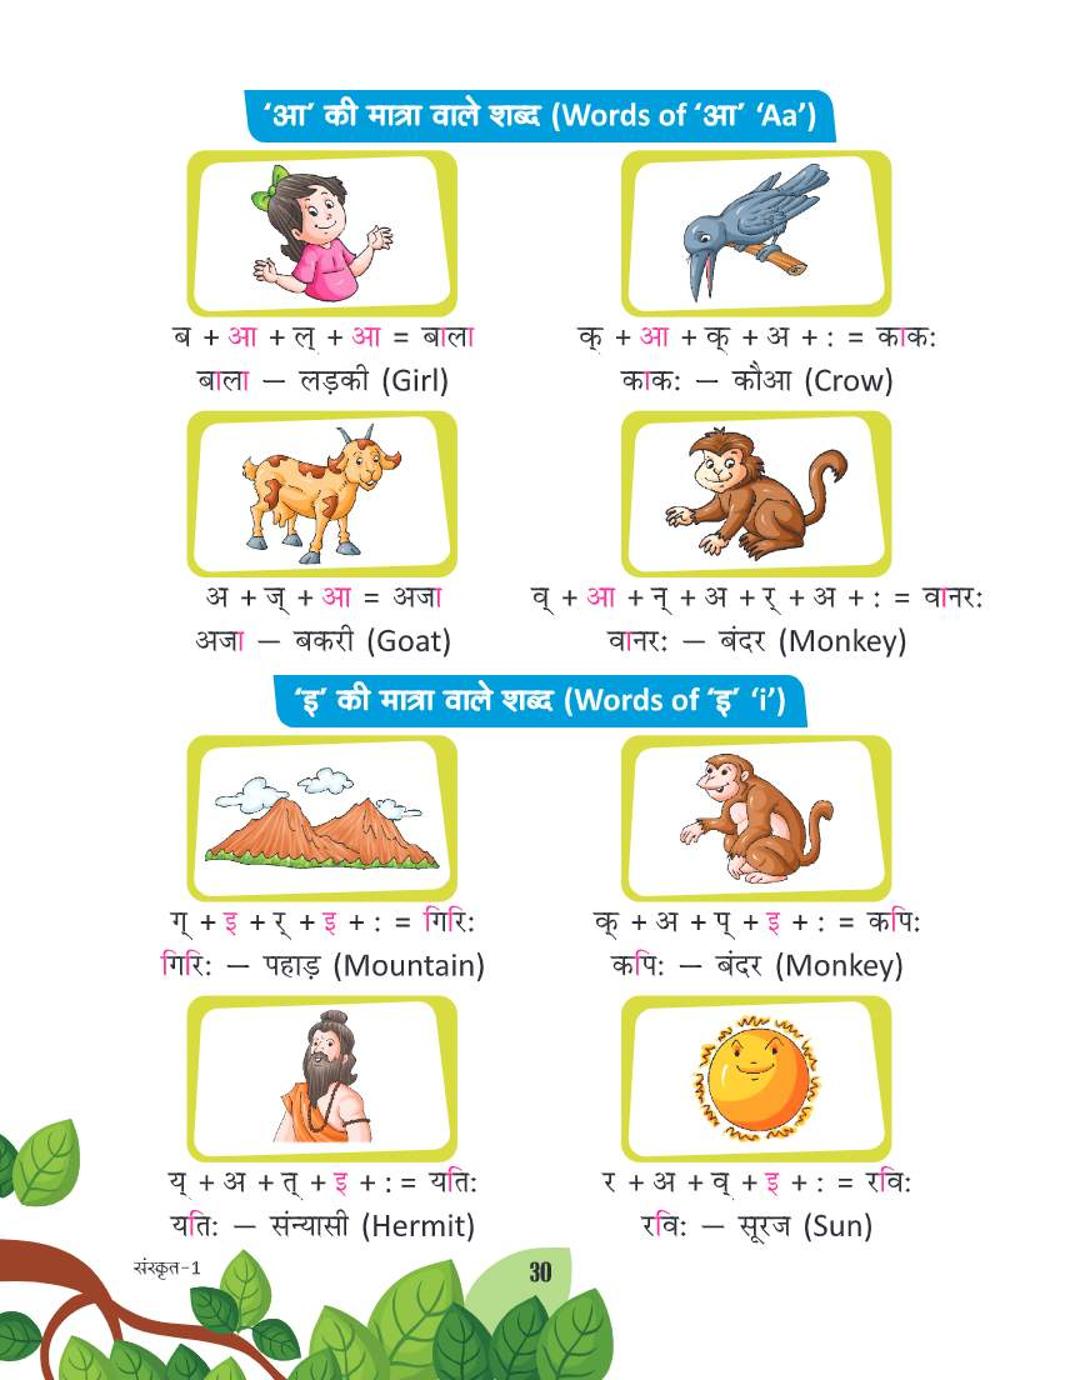 ‘आ’ की मात्रा वाले शब्द (Words of ‘आ’ ‘Aa’)
ब + आ + ल् + आ = बाला
बाला — लड़की (Girl)
क् + आ + क् + अ + : = काक:
काक: — कौआ (Crow)
अ + ज् + आ = अजा
अजा — बकरी (Goat)
व् + आ + न् + अ + र् + अ + : = वानर:
वानर: — बंदर (Monkey)
‘इ’ की मात्रा वाले शब्द (Words of ‘इ’ ‘i’)
ग् + इ + र् + इ + : = गिरि:
गिरि: — पहाड़ (Mountain)
क् + अ + प् + इ + : = कपि:
कपि: — बंदर (Monkey)
य् + अ + त् + इ + : = यति:
यति: — संन्यासी (Hermit)
र + अ + व् + इ + : = रवि:
रवि: — सूरज (Sun)
संस्कृत-1
30